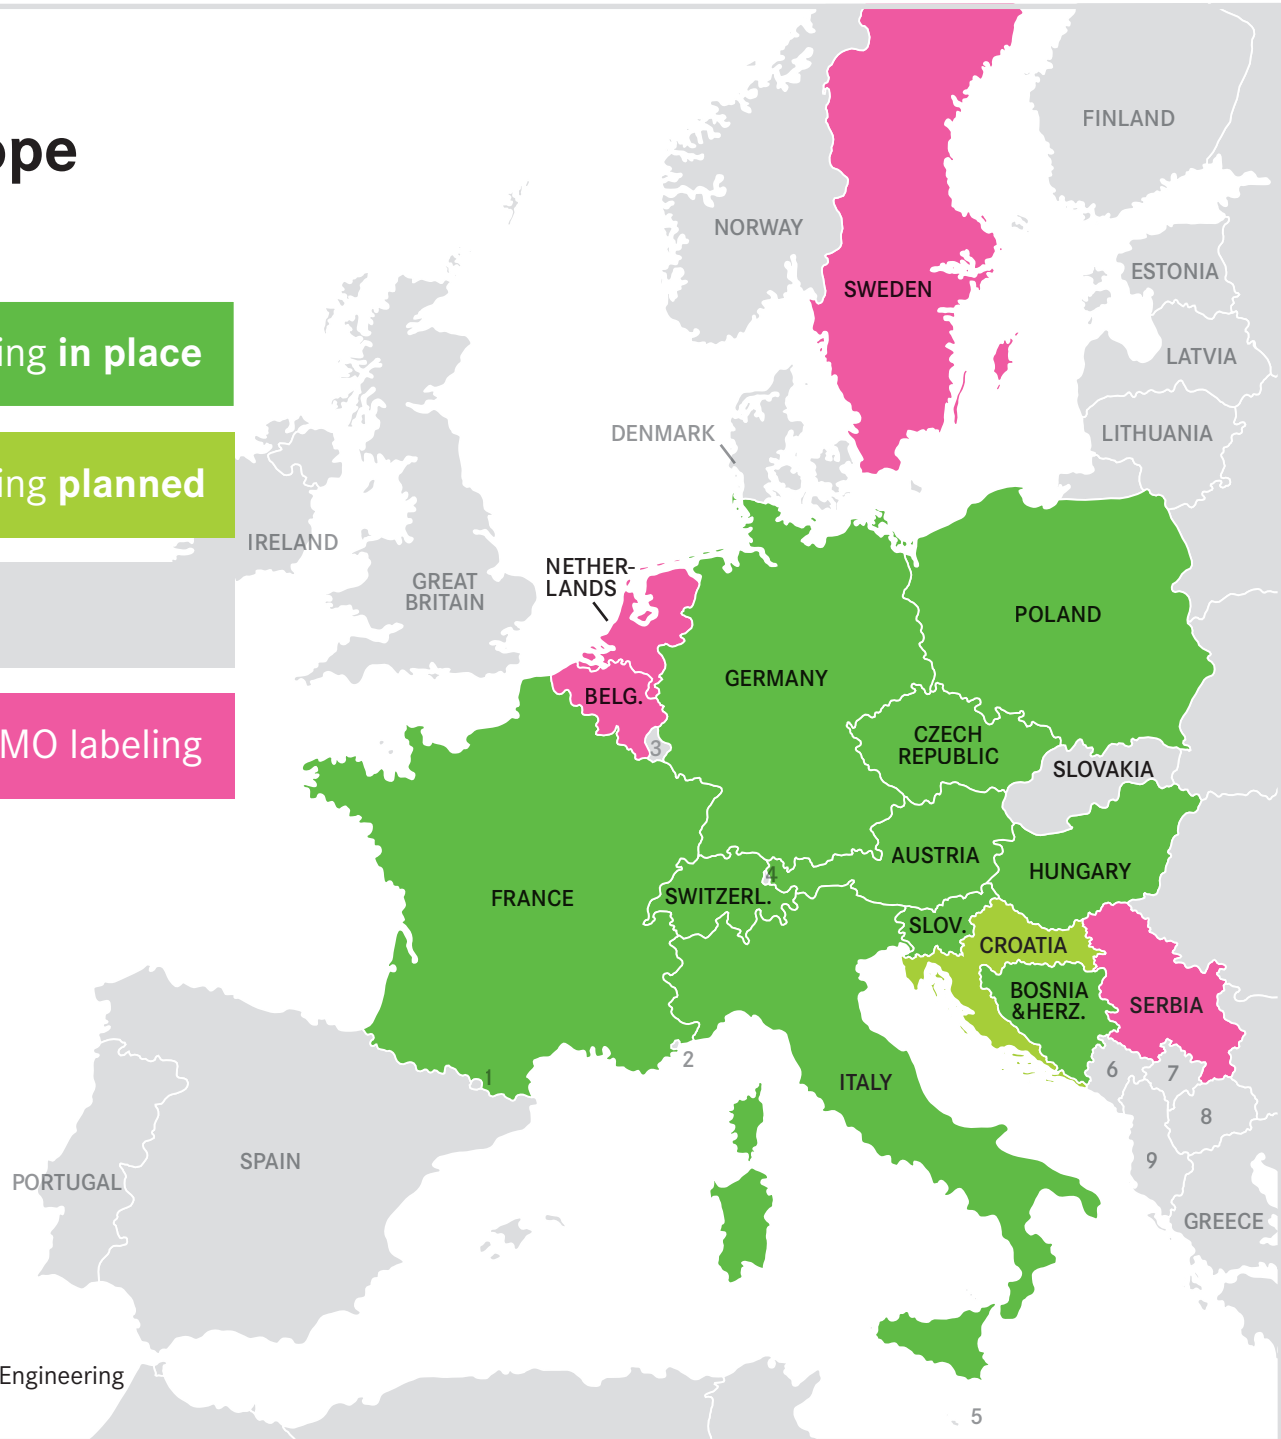 ope
ing in place
ing planned
MO labeling
FINLAND
NORWAY
SWEDEN
ESTONIA
LATVIA
LITHUANIA
DENMARK
IRELAND
GREAT
BRITAIN
NETHER-
LANDS
POLAND
GERMANY
BELG.
3
CZECH
REPUBLIC
SLOVAKIA
AUSTRIA
HUNGARY
4
FRANCE
SWITZERL.
SLOV.
CROATIA
BOSNIA
&HERZ.
SERBIA
1
2
ITALY
6
7
8
9
SPAIN
PORTUGAL
GREECE
Engineering
5